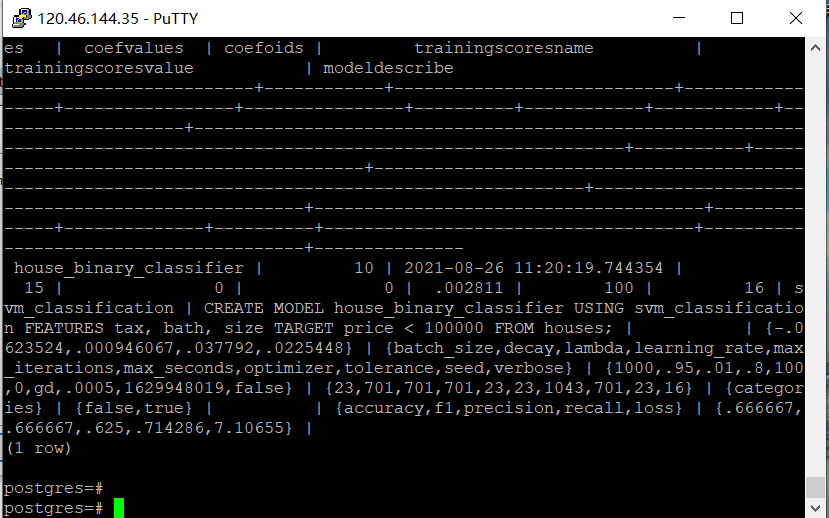 120.46.144.35 - PuTTY
es   |  coefvalues  | coefoids |         trainingscoresname          |
trainingscoresvalue           | modeldescribe
--------------------------+------------+----------------------------+------------
-----+-----------------+---------------+----------+------------+------------+--
------------------+-------------------------------------------------------------
--------------------------------------------------------------+-----------+-----
------------------------------------+-------------------------------------------
----------------------------------------------------------+---------------------
------------------------------+---------------------------------------+---------
-----+--------------+----------+-------------------------------------+----------
------------------------------+---------------
 house_binary_classifier |         10 | 2021-08-26 11:20:19.744354 |
  15 |               0 |             0 | .002811 |        100 |         16 | s
vm_classification | CREATE MODEL house_binary_classifier USING svm_classificatio
n FEATURES tax, bath, size TARGET price < 100000 FROM houses; |           | {-.0
623524,.000946067,.037792,.0225448} | {batch_size,decay,lambda,learning_rate,max
_iterations,max_seconds,optimizer,tolerance,seed,verbose} | {1000,.95,.01,.8,100
,0,gd,.0005,1629948019,false} | {23,701,701,701,23,23,1043,701,23,16} | {categor
ies} | {false,true} |          | {accuracy,f1,precision,recall,loss} | {.666667,
.666667,.625,.714286,7.10655} |
(1 row)
postgres=#
postgres=#